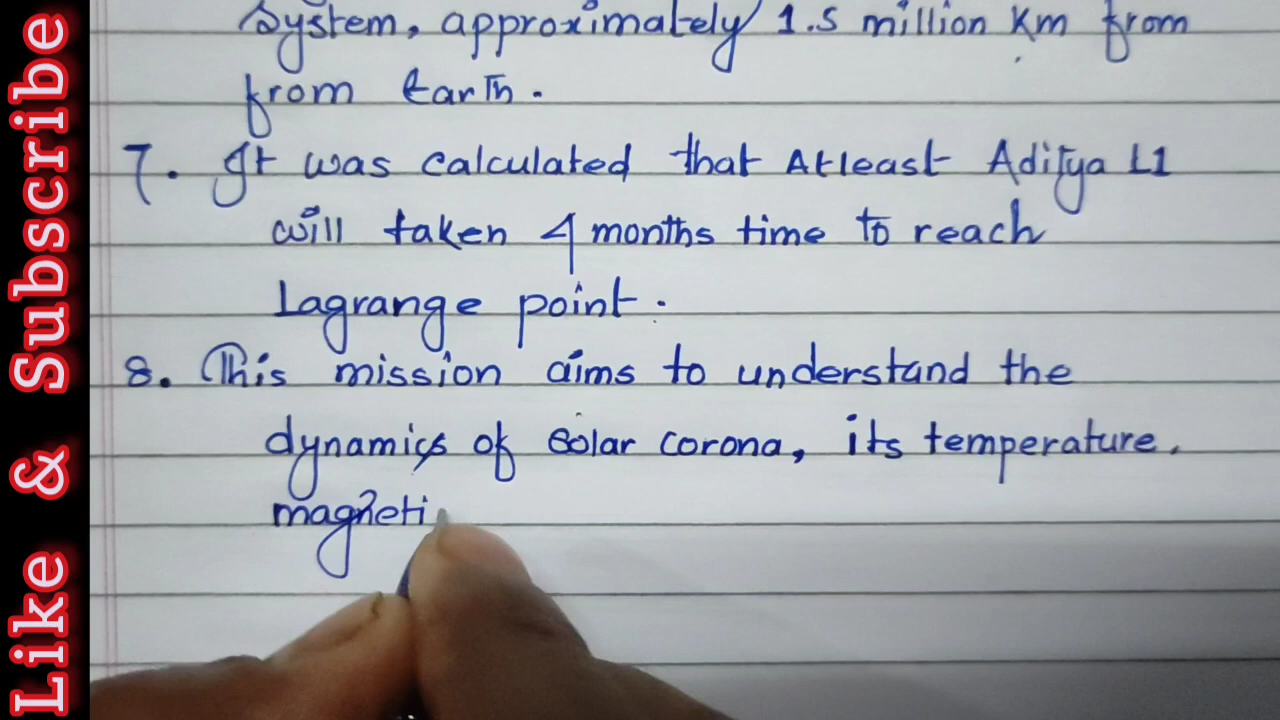 System, approximately 1.5 million Km from
from Earth.
7. It was calculated that Atleast Aditya L1
will taken 4 months time to reach
Lagrange point.
8. This mission aims to understand the
dynamics of Solar corona, its temperature,
magneti
Like & Subscribe